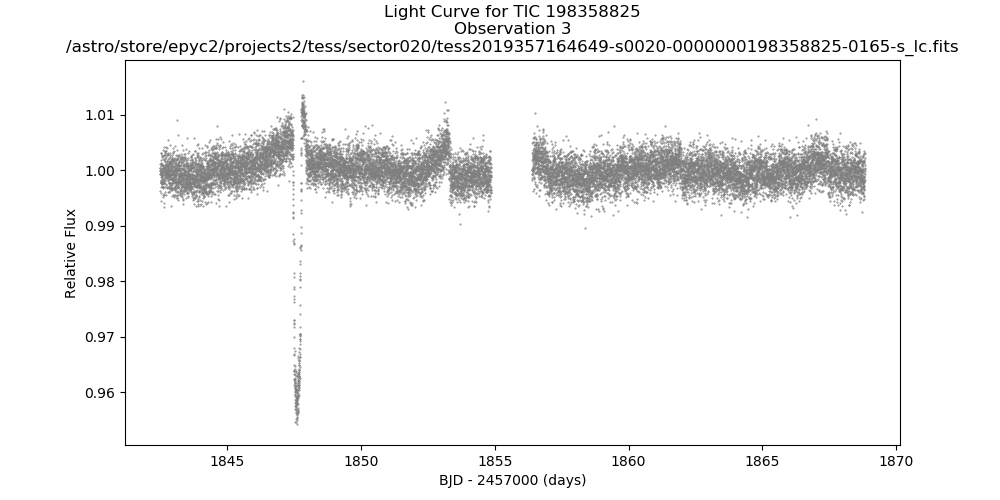 Light Curve for TIC 198358825
Observation 3
/astro/store/epyc2/projects2/tess/sector020/tess2019357164649-s0020-0000000198358825-0165-s_lc.fits
1.01
1.00
0.99
0.98
0.97
0.96
Relative Flux
1845
1850
1855
1860
1865
1870
BJD - 2457000 (days)